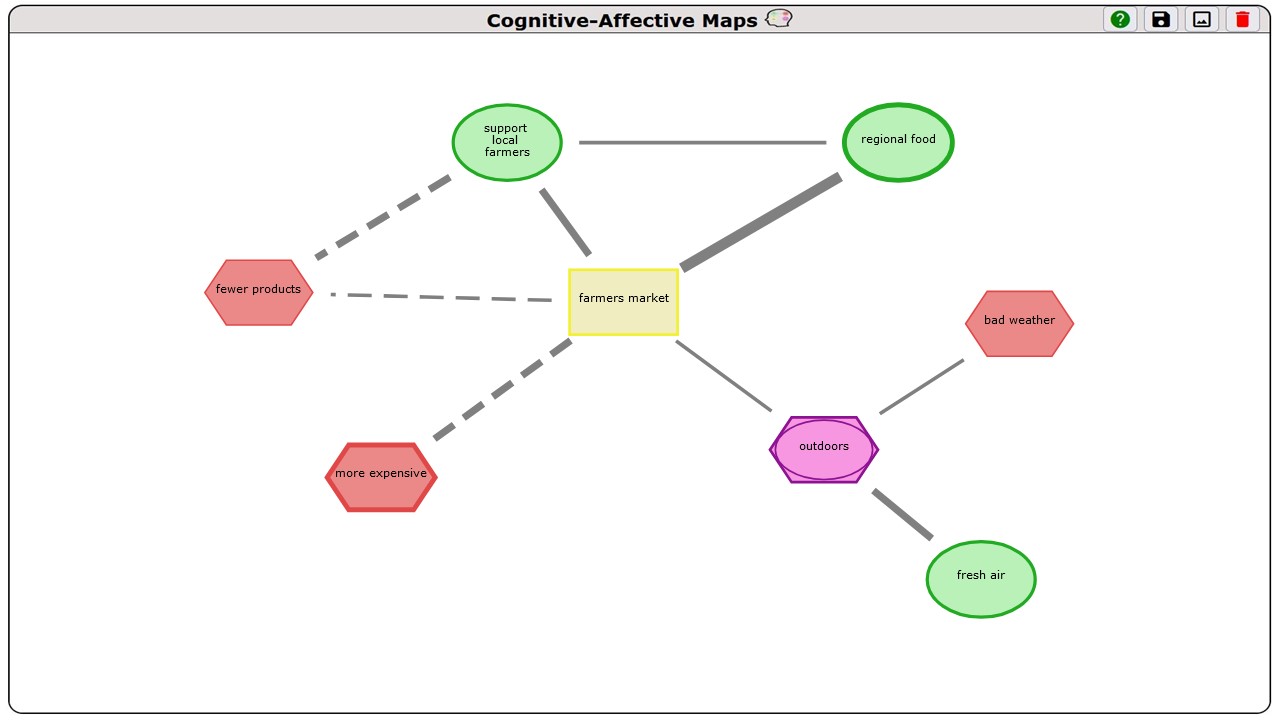 Cognitive-Affective Maps
?
support
local
farmers
regional food
fewer products
farmers market
bad weather
outdoors
more expensive
fresh air